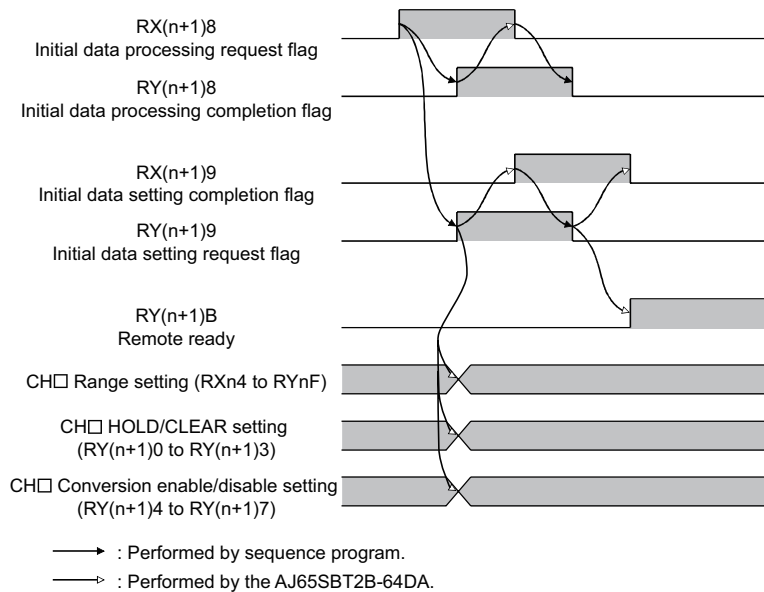 RX(n+1)8
Initial data processing request flag
RY(n+1)8
Initial data processing completion flag
RX(n+1)9
Initial data setting completion flag
RY(n+1)9
Initial data setting request flag
RY(n+1)B
Remote ready
CH□ Range setting (RXn4 to RYnF)
CH□ HOLD/CLEAR setting
(RY(n+1)0 to RY(n+1)3)
CH□ Conversion enable/disable setting
(RY(n+1)4 to RY(n+1)7)
: Performed by sequence program.
: Performed by the AJ65SBT2B-64DA.